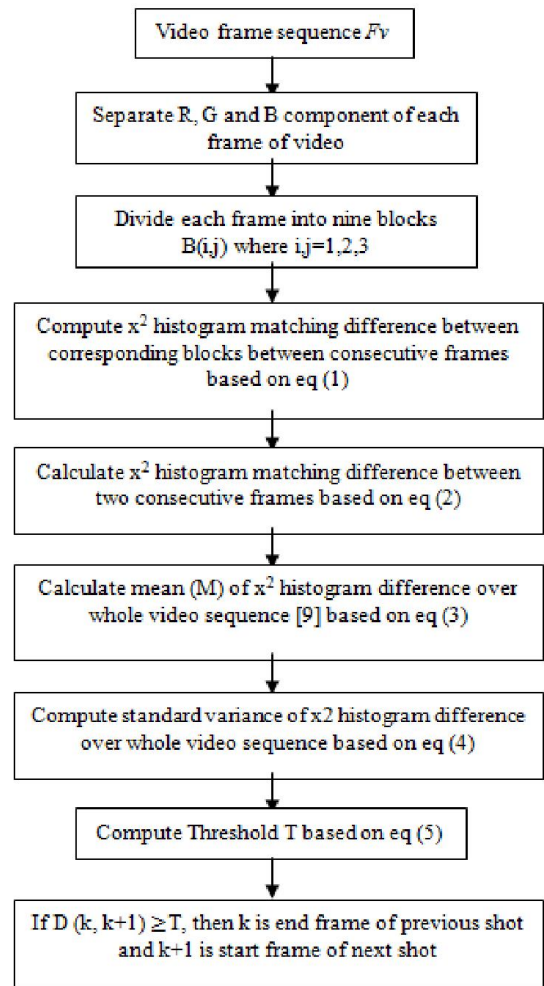 Video frame sequence Fv
Separate R, G and B component of each
frame of video
Divide each frame into nine blocks
B(i,j) where i,j=1,2,3
Compute x² histogram matching difference between
corresponding blocks between consecutive frames
based on eq (1)
Calculate x² histogram matching difference between
two consecutive frames based on eq (2)
Calculate mean (M) of x² histogram difference over
whole video sequence [9] based on eq (3)
Compute standard variance of x2 histogram difference
over whole video sequence based on eq (4)
Compute Threshold T based on eq (5)
If D (k, k+1) ≥T, then k is end frame of previous shot
and k+1 is start frame of next shot